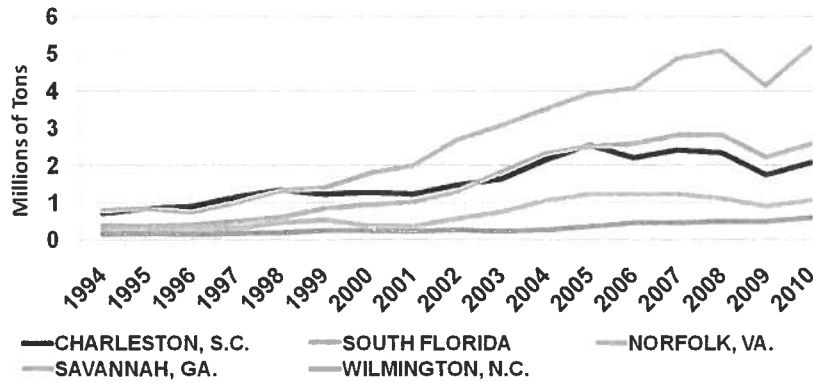 6
5
4
3
2
1
0
Millions of Tons
1994 1995 1996 1997 1998 1999 2000 2001 2002 2003 2004 2005 2006 2007 2008 2009 2010
CHARLESTON, S.C. SOUTH FLORIDA NORFOLK, VA.
SAVANNAH, GA. WILMINGTON, N.C.